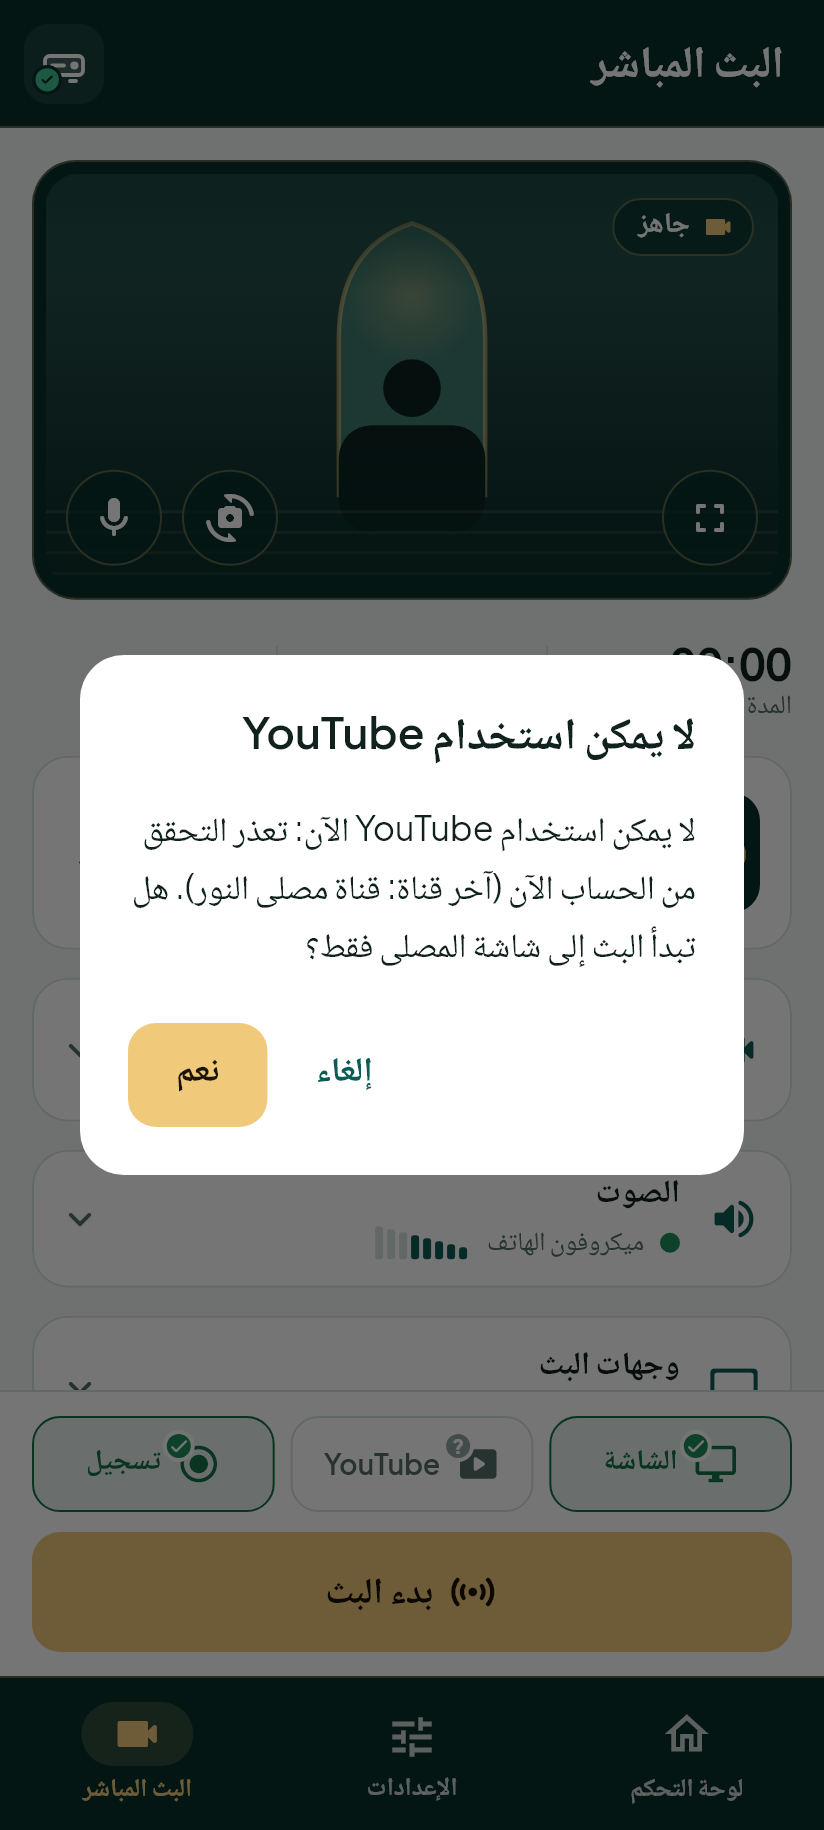 البث المباشر
جاهز
00:00
المدة
لا يمكن استخدام YouTube
لا يمكن استخدام YouTube الآن: تعذر التحقق
من الحساب الآن (آخر قناة: قناة مصلى النور). هل
تبدأ البث إلى شاشة المصلى فقط؟
إلغاء
نعم
الصوت
ميكروفون الهاتف
وجهات البث
الشاشة
YouTube
تسجيل
بدء البث
لوحة التحكم
الإعدادات
البث المباشر